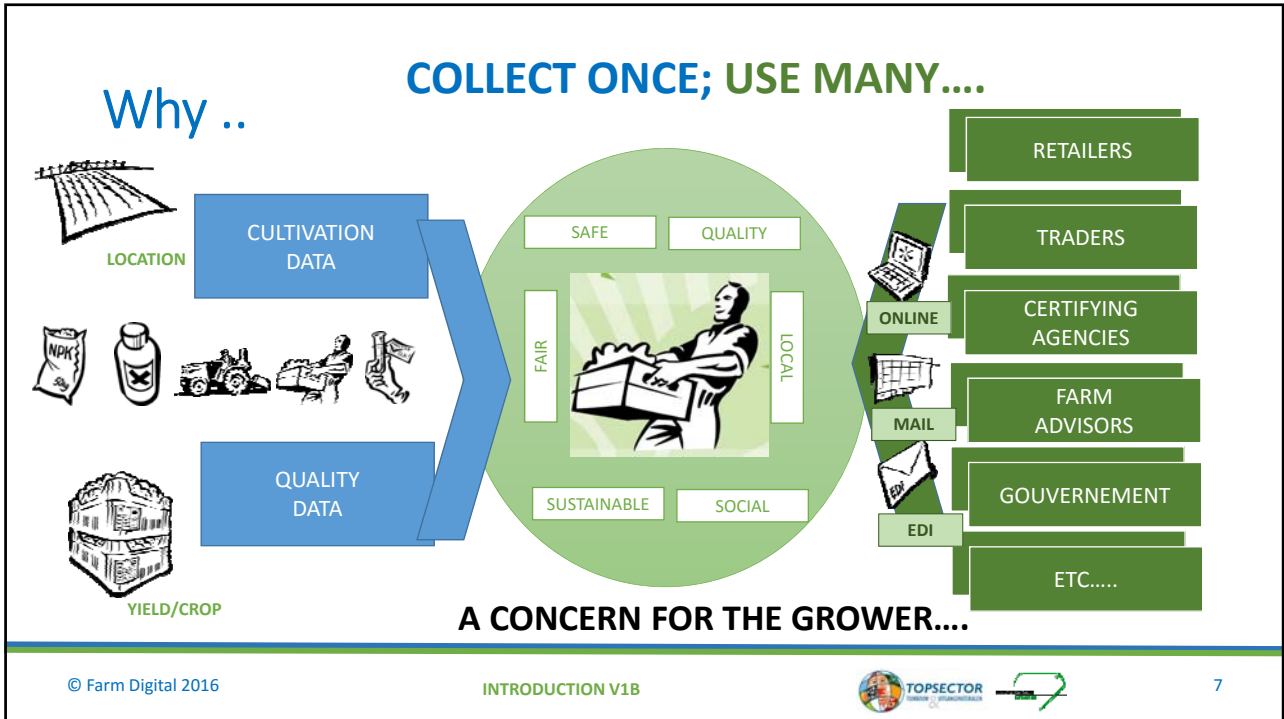 COLLECT ONCE; USE MANY....
Why ..
LOCATION
CULTIVATION
DATA
NPK
50kg
QUALITY
DATA
YIELD/CROP
SAFE
QUALITY
FAIR
LOCAL
SUSTAINABLE
SOCIAL
ONLINE
MAIL
EDI
EDI
RETAILERS
TRADERS
CERTIFYING
AGENCIES
FARM
ADVISORS
GOUVERNEMENT
ETC.....
A CONCERN FOR THE GROWER....
© Farm Digital 2016
INTRODUCTION V1B
TOPSECTOR
7